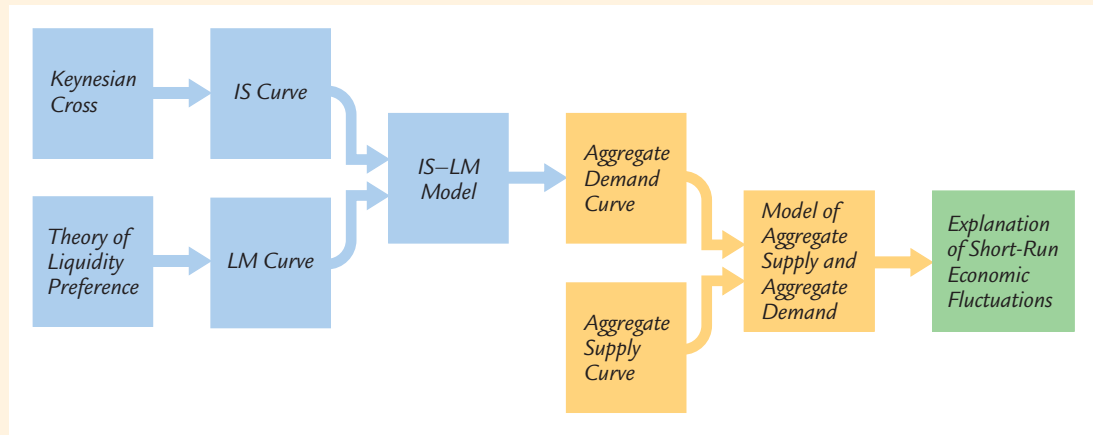 Keynesian
Cross
IS Curve
Theory of
Liquidity
Preference
LM Curve
IS–LM
Model
Aggregate
Demand
Curve
Aggregate
Supply
Curve
Model of
Aggregate
Supply and
Aggregate
Demand
Explanation
of Short-Run
Economic
Fluctuations